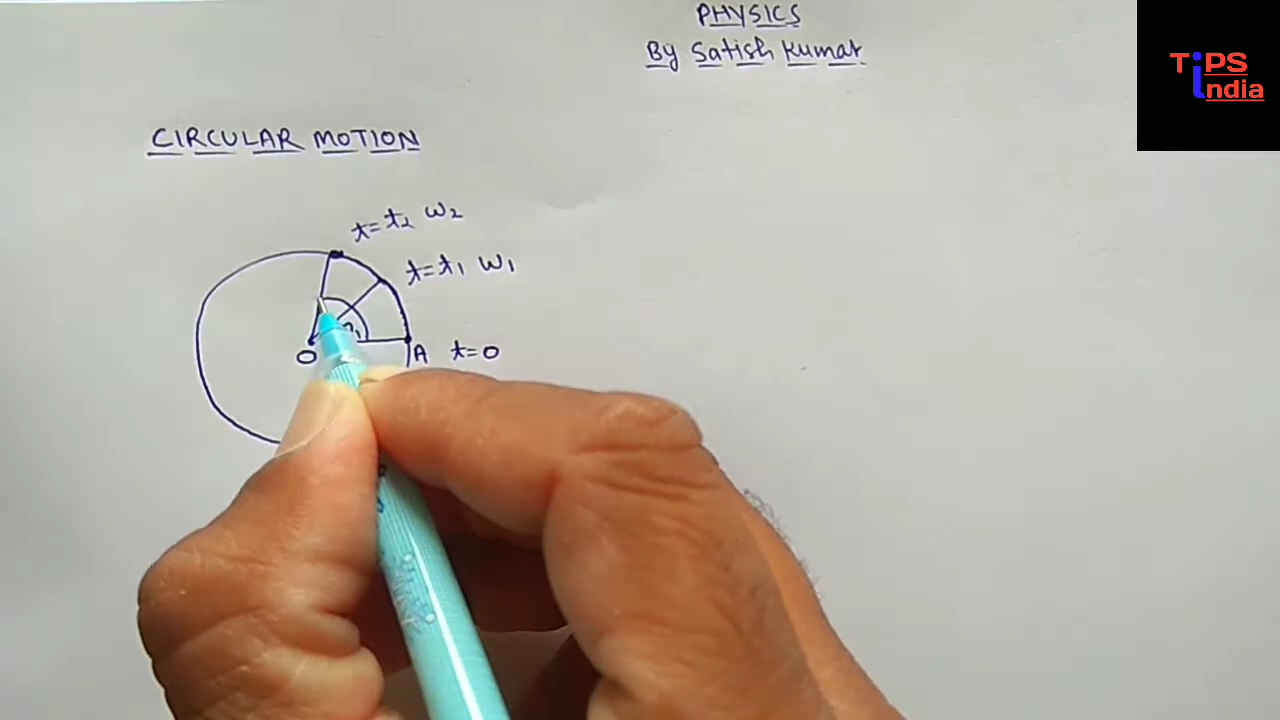 PHYSICS
By Satish Kumar
TiPS
india
CIRCULAR MOTION
t=t2 ω2
t=t1 ω1
O
A t=0